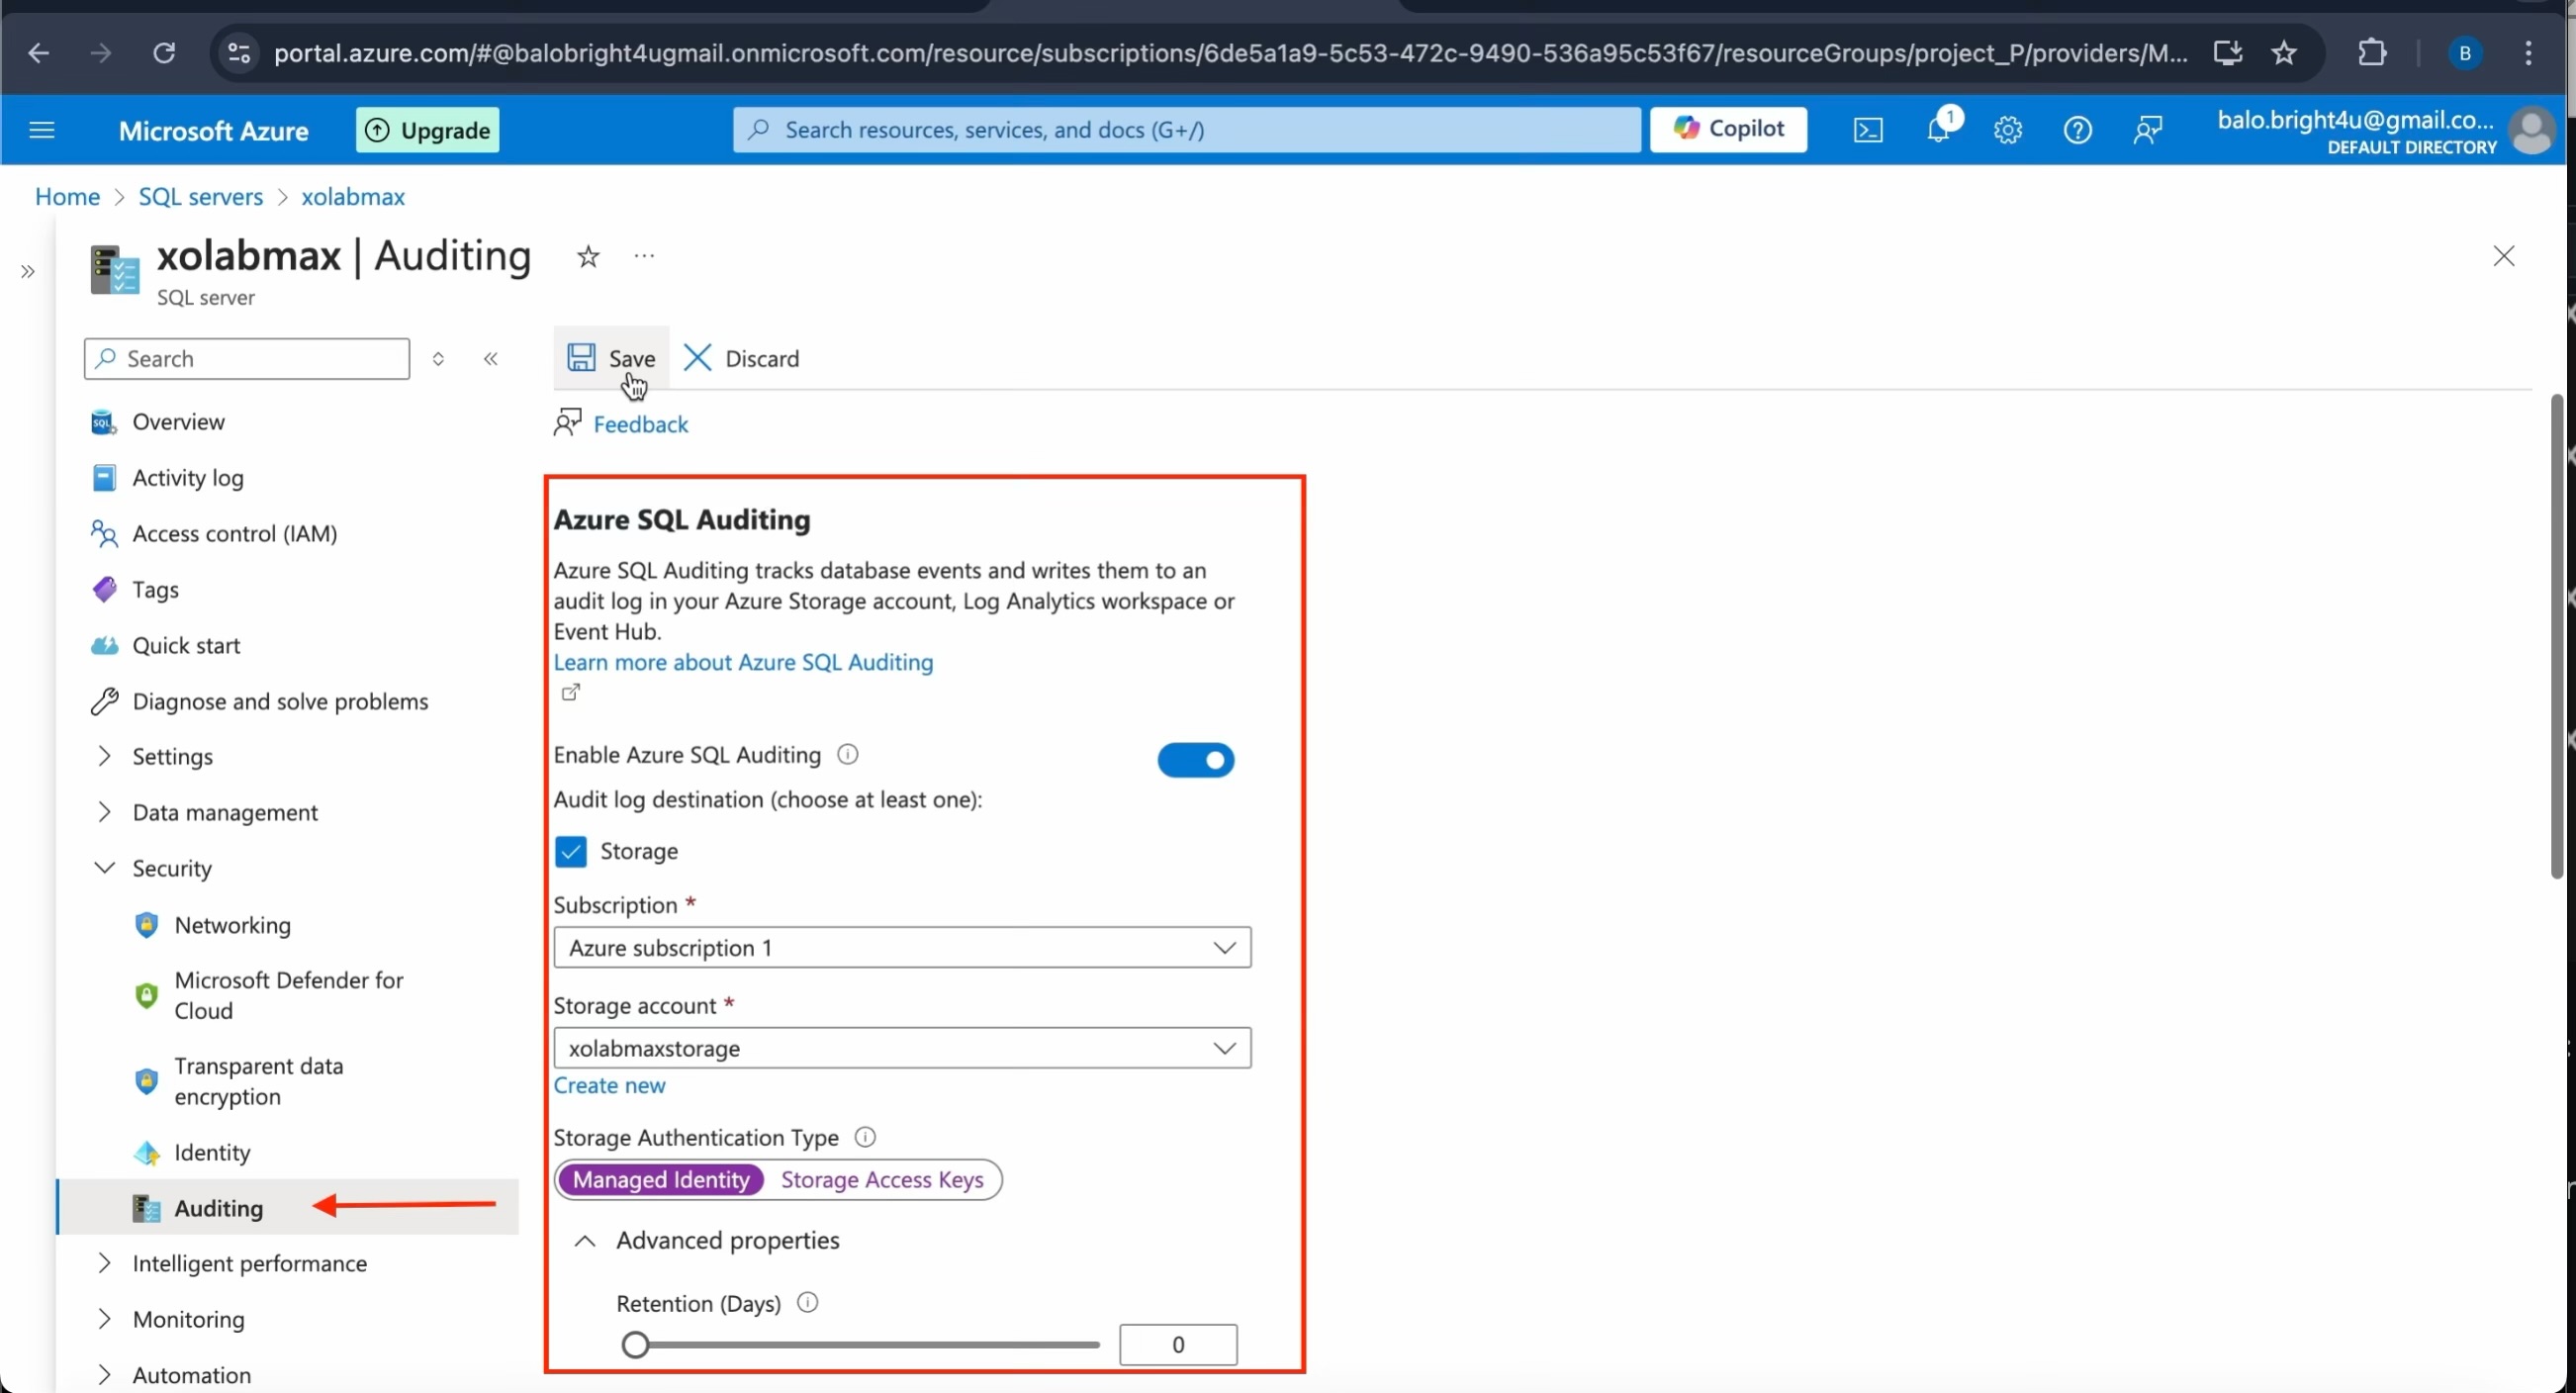 portal.azure.com/#@balobright4ugmail.onmicrosoft.com/resource/subscriptions/6de5a1a9-5c53-472c-9490-536a95c53f67/resourceGroups/project_P/providers/M...
B
Microsoft Azure
Upgrade
Search resources, services, and docs (G+/)
Copilot
1
balo.bright4u@gmail.co...
DEFAULT DIRECTORY
Home > SQL servers > xolabmax
xolabmax | Auditing
SQL server
Search
Save
Discard
Feedback
SQL
Overview
Activity log
Access control (IAM)
Tags
Quick start
Diagnose and solve problems
Settings
Data management
Security
Networking
Microsoft Defender for
Cloud
Transparent data
encryption
Identity
Auditing
Intelligent performance
Monitoring
Automation
Azure SQL Auditing
Azure SQL Auditing tracks database events and writes them to an
audit log in your Azure Storage account, Log Analytics workspace or
Event Hub.
Learn more about Azure SQL Auditing
Enable Azure SQL Auditing
Audit log destination (choose at least one):
Storage
Subscription *
Azure subscription 1
Storage account *
xolabmaxstorage
Create new
Storage Authentication Type
Managed Identity
Storage Access Keys
Advanced properties
Retention (Days)
0